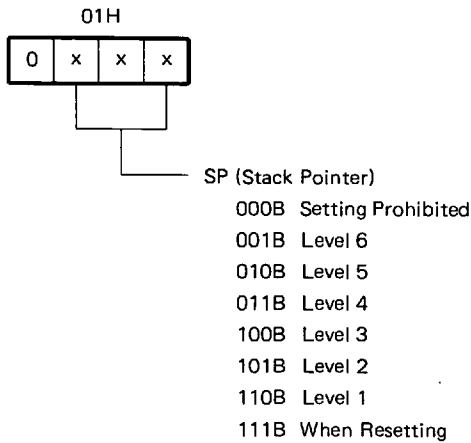 01H
0 x x x
SP (Stack Pointer)
000B Setting Prohibited
001B Level 6
010B Level 5
011B Level 4
100B Level 3
101B Level 2
110B Level 1
111B When Resetting